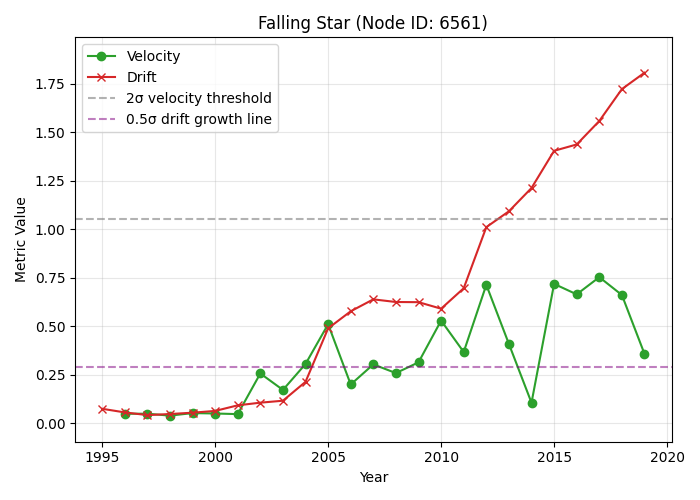 Falling Star (Node ID: 6561)
Velocity
Drift
2σ velocity threshold
0.5σ drift growth line
Metric Value
1.75
1.50
1.25
1.00
0.75
0.50
0.25
0.00
1995 2000 2005 2010 2015 2020
Year